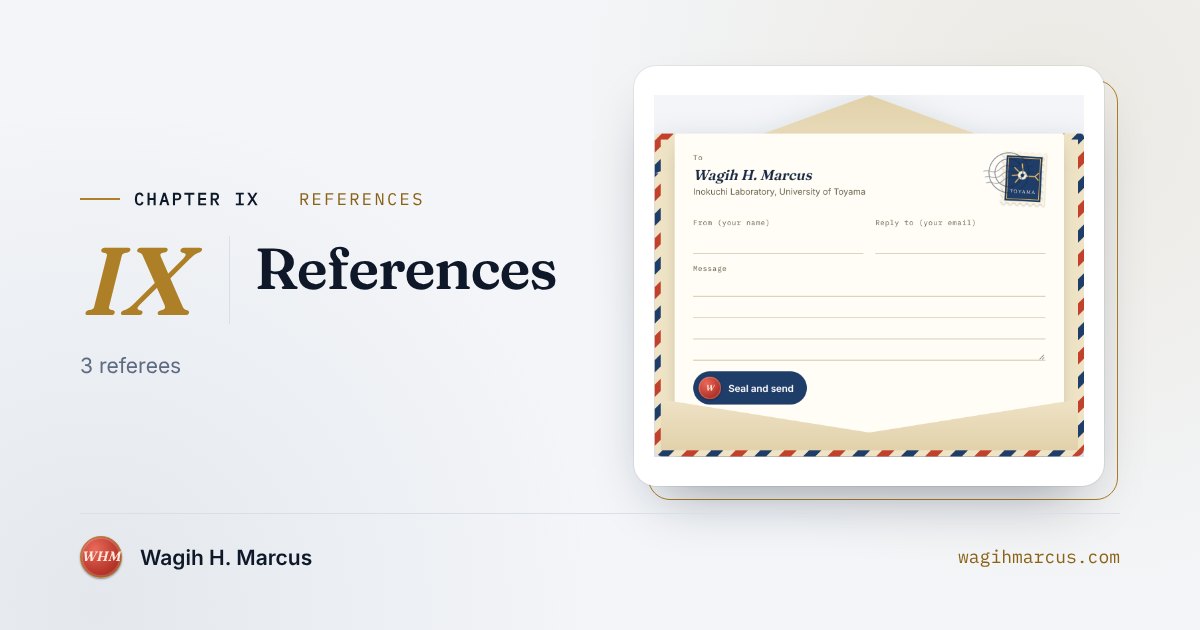 CHAPTER IX REFERENCES
IX
References
3 referees
To
Wagih H. Marcus
Inokuchi Laboratory, University of Toyama
TOYAMA
From (your name) Reply to (your email)
Message
W Seal and send
WHM Wagih H. Marcus
wagihmarcus.com